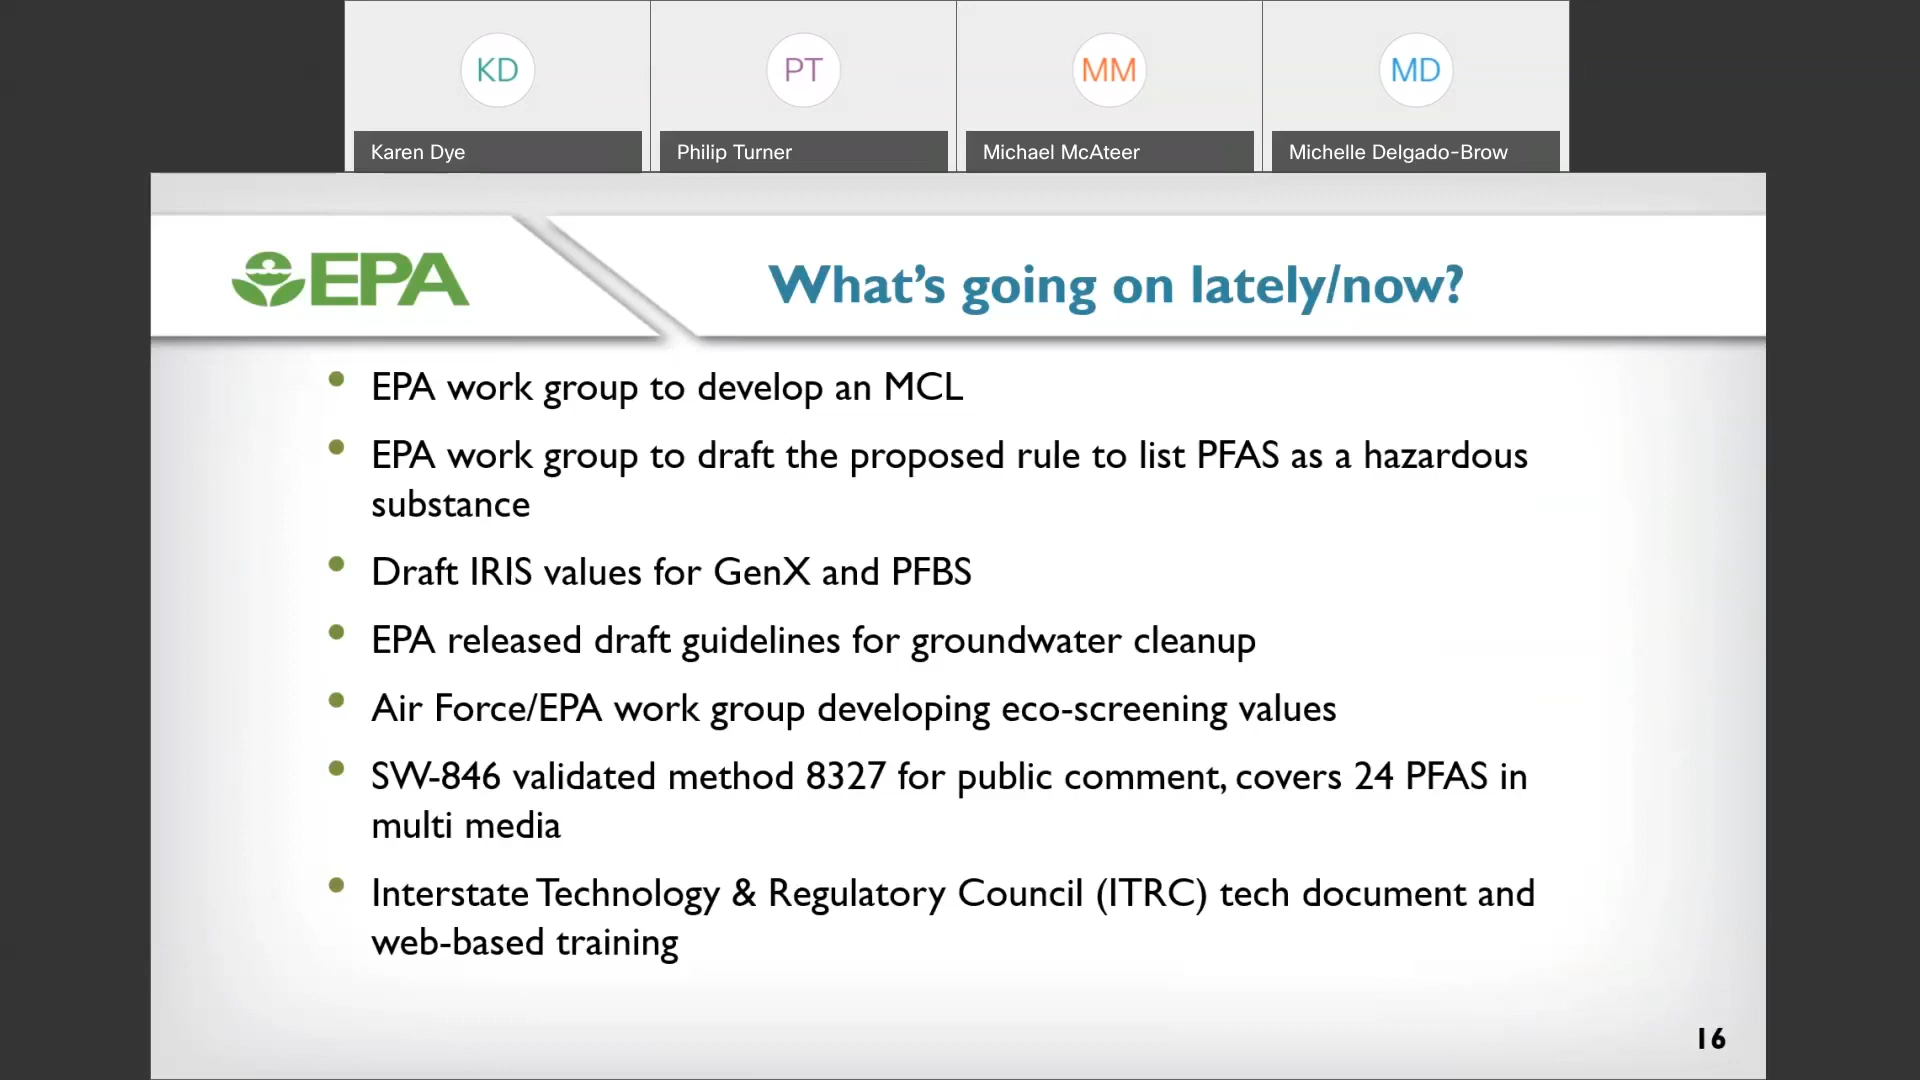 KD
PT
MM
MD
Karen Dye
Philip Turner
Michael McAteer
Michelle Delgado-Brow
EPA
What's going on lately/now?
• EPA work group to develop an MCL
• EPA work group to draft the proposed rule to list PFAS as a hazardous
substance
• Draft IRIS values for GenX and PFBS
• EPA released draft guidelines for groundwater cleanup
• Air Force/EPA work group developing eco-screening values
• SW-846 validated method 8327 for public comment, covers 24 PFAS in
multi media
• Interstate Technology & Regulatory Council (ITRC) tech document and
web-based training
16